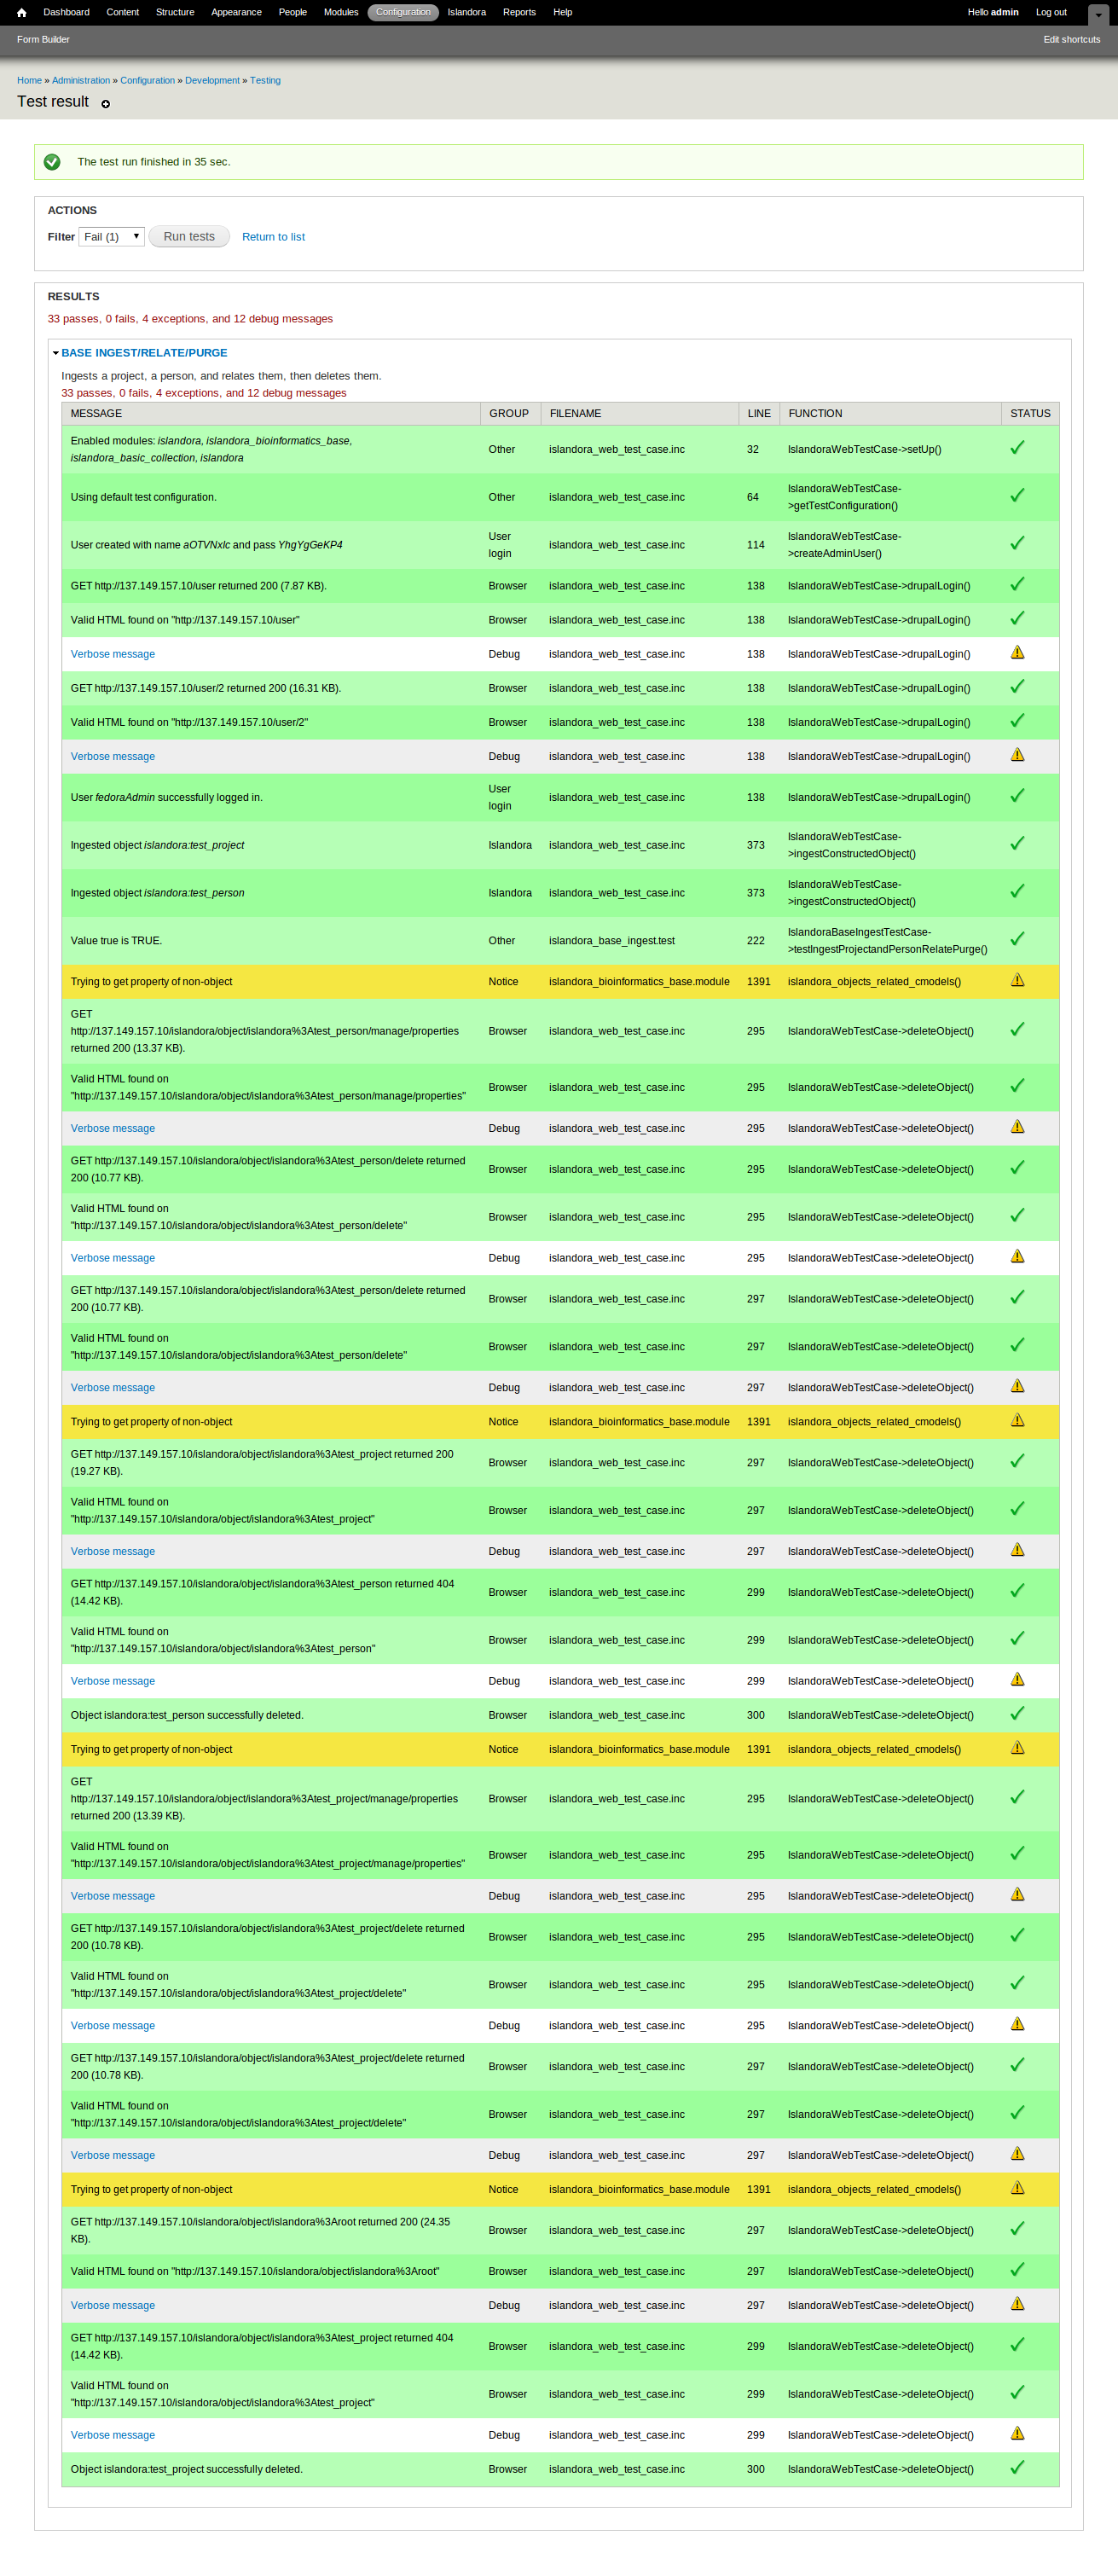 Dashboard Content Structure Appearance People Modules Configuration Islandora Reports Help Hello admin Log out
Form Builder Edit shortcuts
Home » Administration » Configuration » Development » Testing
Test result
The test run finished in 35 sec.
ACTIONS
Filter Fail (1) Run tests Return to list
RESULTS
33 passes, 0 fails, 4 exceptions, and 12 debug messages
BASE INGEST/RELATE/PURGE
Ingests a project, a person, and relates them, then deletes them.
33 passes, 0 fails, 4 exceptions, and 12 debug messages
MESSAGE GROUP FILENAME LINE FUNCTION STATUS
Enabled modules: islandora, islandora_bioinformatics_base,
islandora_basic_collection, islandora
Other islandora_web_test_case.inc 32 IslandoraWebTestCase->setUp()
Using default test configuration. Other islandora_web_test_case.inc 64 IslandoraWebTestCase-
>getTestConfiguration()
User created with name aOTVNxlc and pass YhgYgGeKP4 User
login
islandora_web_test_case.inc 114 IslandoraWebTestCase-
>createAdminUser()
GET http://137.149.157.10/user returned 200 (7.87 KB). Browser islandora_web_test_case.inc 138 IslandoraWebTestCase->drupalLogin()
Valid HTML found on "http://137.149.157.10/user" Browser islandora_web_test_case.inc 138 IslandoraWebTestCase->drupalLogin()
Verbose message Debug islandora_web_test_case.inc 138 IslandoraWebTestCase->drupalLogin()
GET http://137.149.157.10/user/2 returned 200 (16.31 KB). Browser islandora_web_test_case.inc 138 IslandoraWebTestCase->drupalLogin()
Valid HTML found on "http://137.149.157.10/user/2" Browser islandora_web_test_case.inc 138 IslandoraWebTestCase->drupalLogin()
Verbose message Debug islandora_web_test_case.inc 138 IslandoraWebTestCase->drupalLogin()
User fedoraAdmin successfully logged in. User
login
islandora_web_test_case.inc 138 IslandoraWebTestCase->drupalLogin()
Ingested object islandora:test_project Islandora islandora_web_test_case.inc 373 IslandoraWebTestCase-
>ingestConstructedObject()
Ingested object islandora:test_person Islandora islandora_web_test_case.inc 373 IslandoraWebTestCase-
>ingestConstructedObject()
Value true is TRUE. Other islandora_base_ingest.test 222 IslandoraBaseIngestTestCase-
>testIngestProjectandPersonRelatePurge()
Trying to get property of non-object Notice islandora_bioinformatics_base.module 1391 islandora_objects_related_cmodels()
GET
http://137.149.157.10/islandora/object/islandora%3Atest_person/manage/properties
returned 200 (13.37 KB).
Browser islandora_web_test_case.inc 295 IslandoraWebTestCase->deleteObject()
Valid HTML found on
"http://137.149.157.10/islandora/object/islandora%3Atest_person/manage/properties"
Browser islandora_web_test_case.inc 295 IslandoraWebTestCase->deleteObject()
Verbose message Debug islandora_web_test_case.inc 295 IslandoraWebTestCase->deleteObject()
GET http://137.149.157.10/islandora/object/islandora%3Atest_person/delete returned
200 (10.77 KB).
Browser islandora_web_test_case.inc 295 IslandoraWebTestCase->deleteObject()
Valid HTML found on
"http://137.149.157.10/islandora/object/islandora%3Atest_person/delete"
Browser islandora_web_test_case.inc 295 IslandoraWebTestCase->deleteObject()
Verbose message Debug islandora_web_test_case.inc 295 IslandoraWebTestCase->deleteObject()
GET http://137.149.157.10/islandora/object/islandora%3Atest_person/delete returned
200 (10.77 KB).
Browser islandora_web_test_case.inc 297 IslandoraWebTestCase->deleteObject()
Valid HTML found on
"http://137.149.157.10/islandora/object/islandora%3Atest_person/delete"
Browser islandora_web_test_case.inc 297 IslandoraWebTestCase->deleteObject()
Verbose message Debug islandora_web_test_case.inc 297 IslandoraWebTestCase->deleteObject()
Trying to get property of non-object Notice islandora_bioinformatics_base.module 1391 islandora_objects_related_cmodels()
GET http://137.149.157.10/islandora/object/islandora%3Atest_project returned 200
(19.27 KB).
Browser islandora_web_test_case.inc 297 IslandoraWebTestCase->deleteObject()
Valid HTML found on
"http://137.149.157.10/islandora/object/islandora%3Atest_project"
Browser islandora_web_test_case.inc 297 IslandoraWebTestCase->deleteObject()
Verbose message Debug islandora_web_test_case.inc 297 IslandoraWebTestCase->deleteObject()
GET http://137.149.157.10/islandora/object/islandora%3Atest_person returned 404
(14.42 KB).
Browser islandora_web_test_case.inc 299 IslandoraWebTestCase->deleteObject()
Valid HTML found on
"http://137.149.157.10/islandora/object/islandora%3Atest_person"
Browser islandora_web_test_case.inc 299 IslandoraWebTestCase->deleteObject()
Verbose message Debug islandora_web_test_case.inc 299 IslandoraWebTestCase->deleteObject()
Object islandora:test_person successfully deleted. Browser islandora_web_test_case.inc 300 IslandoraWebTestCase->deleteObject()
Trying to get property of non-object Notice islandora_bioinformatics_base.module 1391 islandora_objects_related_cmodels()
GET
http://137.149.157.10/islandora/object/islandora%3Atest_project/manage/properties
returned 200 (13.39 KB).
Browser islandora_web_test_case.inc 295 IslandoraWebTestCase->deleteObject()
Valid HTML found on
"http://137.149.157.10/islandora/object/islandora%3Atest_project/manage/properties"
Browser islandora_web_test_case.inc 295 IslandoraWebTestCase->deleteObject()
Verbose message Debug islandora_web_test_case.inc 295 IslandoraWebTestCase->deleteObject()
GET http://137.149.157.10/islandora/object/islandora%3Atest_project/delete returned
200 (10.78 KB).
Browser islandora_web_test_case.inc 295 IslandoraWebTestCase->deleteObject()
Valid HTML found on
"http://137.149.157.10/islandora/object/islandora%3Atest_project/delete"
Browser islandora_web_test_case.inc 295 IslandoraWebTestCase->deleteObject()
Verbose message Debug islandora_web_test_case.inc 295 IslandoraWebTestCase->deleteObject()
GET http://137.149.157.10/islandora/object/islandora%3Atest_project/delete returned
200 (10.78 KB).
Browser islandora_web_test_case.inc 297 IslandoraWebTestCase->deleteObject()
Valid HTML found on
"http://137.149.157.10/islandora/object/islandora%3Atest_project/delete"
Browser islandora_web_test_case.inc 297 IslandoraWebTestCase->deleteObject()
Verbose message Debug islandora_web_test_case.inc 297 IslandoraWebTestCase->deleteObject()
Trying to get property of non-object Notice islandora_bioinformatics_base.module 1391 islandora_objects_related_cmodels()
GET http://137.149.157.10/islandora/object/islandora%3Aroot returned 200 (24.35
KB).
Browser islandora_web_test_case.inc 297 IslandoraWebTestCase->deleteObject()
Valid HTML found on "http://137.149.157.10/islandora/object/islandora%3Aroot" Browser islandora_web_test_case.inc 297 IslandoraWebTestCase->deleteObject()
Verbose message Debug islandora_web_test_case.inc 297 IslandoraWebTestCase->deleteObject()
GET http://137.149.157.10/islandora/object/islandora%3Atest_project returned 404
(14.42 KB).
Browser islandora_web_test_case.inc 299 IslandoraWebTestCase->deleteObject()
Valid HTML found on
"http://137.149.157.10/islandora/object/islandora%3Atest_project"
Browser islandora_web_test_case.inc 299 IslandoraWebTestCase->deleteObject()
Verbose message Debug islandora_web_test_case.inc 299 IslandoraWebTestCase->deleteObject()
Object islandora:test_project successfully deleted. Browser islandora_web_test_case.inc 300 IslandoraWebTestCase->deleteObject()